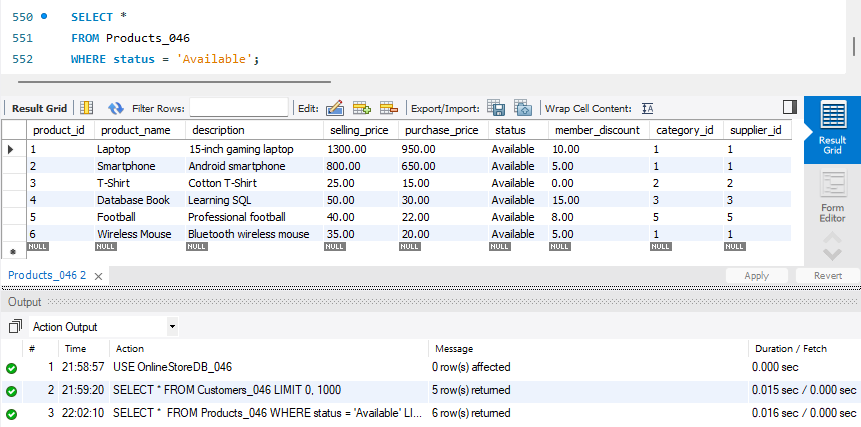 550 SELECT *
551 FROM Products_046
552 WHERE status = 'Available';
Result Grid Filter Rows: Edit: Export/Import: Wrap Cell Content: IA
product_id product_name description selling_price purchase_price status member_discount category_id supplier_id
1 Laptop 15-inch gaming laptop 1300.00 950.00 Available 10.00 1 1
2 Smartphone Android smartphone 800.00 650.00 Available 5.00 1 1
3 T-Shirt Cotton T-Shirt 25.00 15.00 Available 0.00 2 2
4 Database Book Learning SQL 50.00 30.00 Available 15.00 3 3
5 Football Professional football 40.00 22.00 Available 8.00 5 5
6 Wireless Mouse Bluetooth wireless mouse 35.00 20.00 Available 5.00 1 1
NULL NULL NULL NULL NULL NULL NULL NULL NULL
Result
Grid
Form
Editor
Products_046 2 Apply Revert
Output
Action Output
# Time Action Message Duration / Fetch
1 21:58:57 USE OnlineStoreDB_046 0 row(s) affected 0.000 sec
2 21:59:20 SELECT * FROM Customers_046 LIMIT 0, 1000 5 row(s) returned 0.015 sec / 0.000 sec
3 22:02:10 SELECT * FROM Products_046 WHERE status = 'Available' LI... 6 row(s) returned 0.016 sec / 0.000 sec